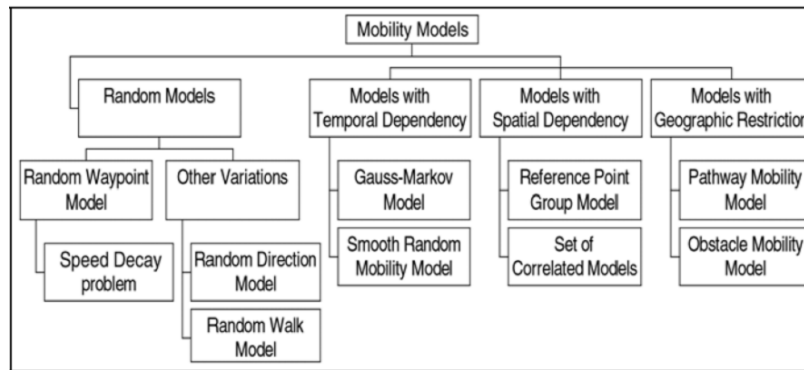 Mobility Models
Random Models
Models with
Temporal Dependency
Models with
Spatial Dependency
Models with
Geographic Restriction
Random Waypoint
Model
Other Variations
Gauss-Markov
Model
Reference Point
Group Model
Pathway Mobility
Model
Speed Decay
problem
Random Direction
Model
Smooth Random
Mobility Model
Set of
Correlated Models
Obstacle Mobility
Model
Random Walk
Model